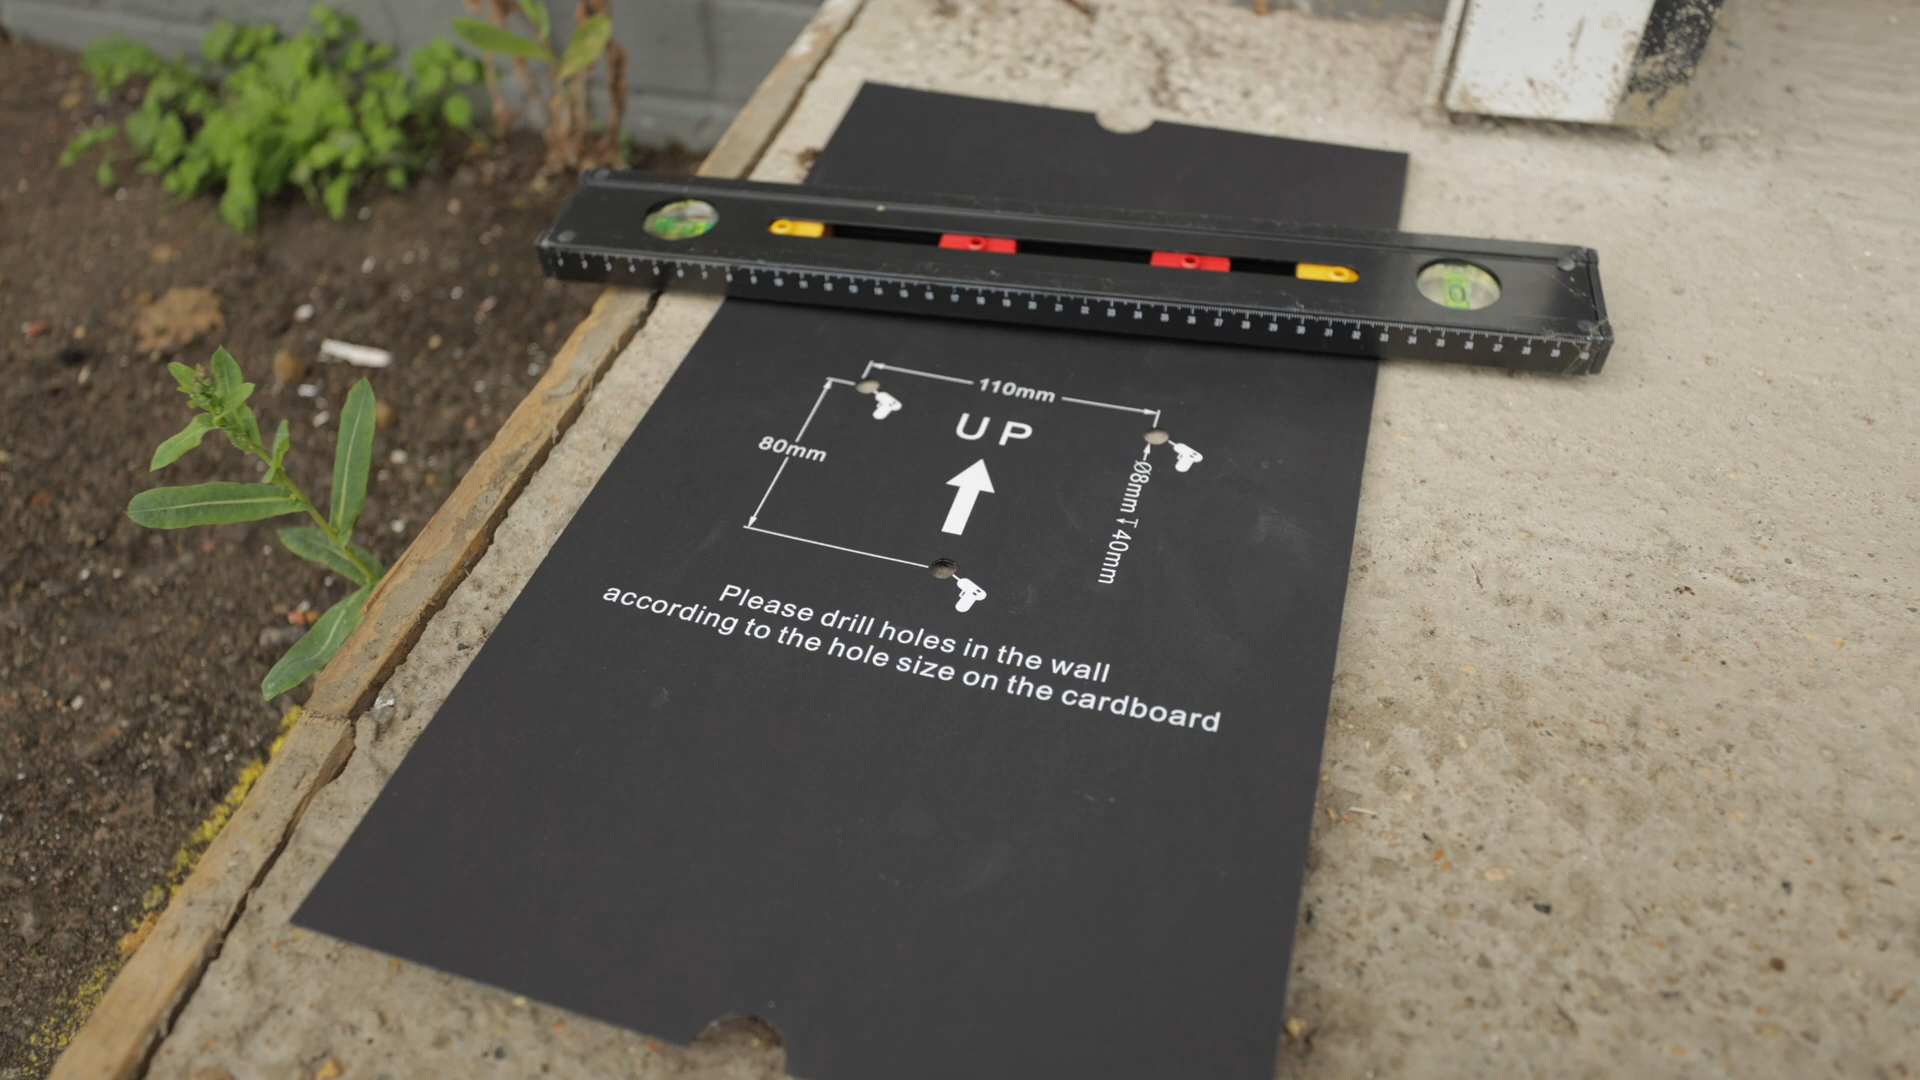 110mm
UP
80mm
Ø8mm↧40mm
Please drill holes in the wall
according to the hole size on the cardboard